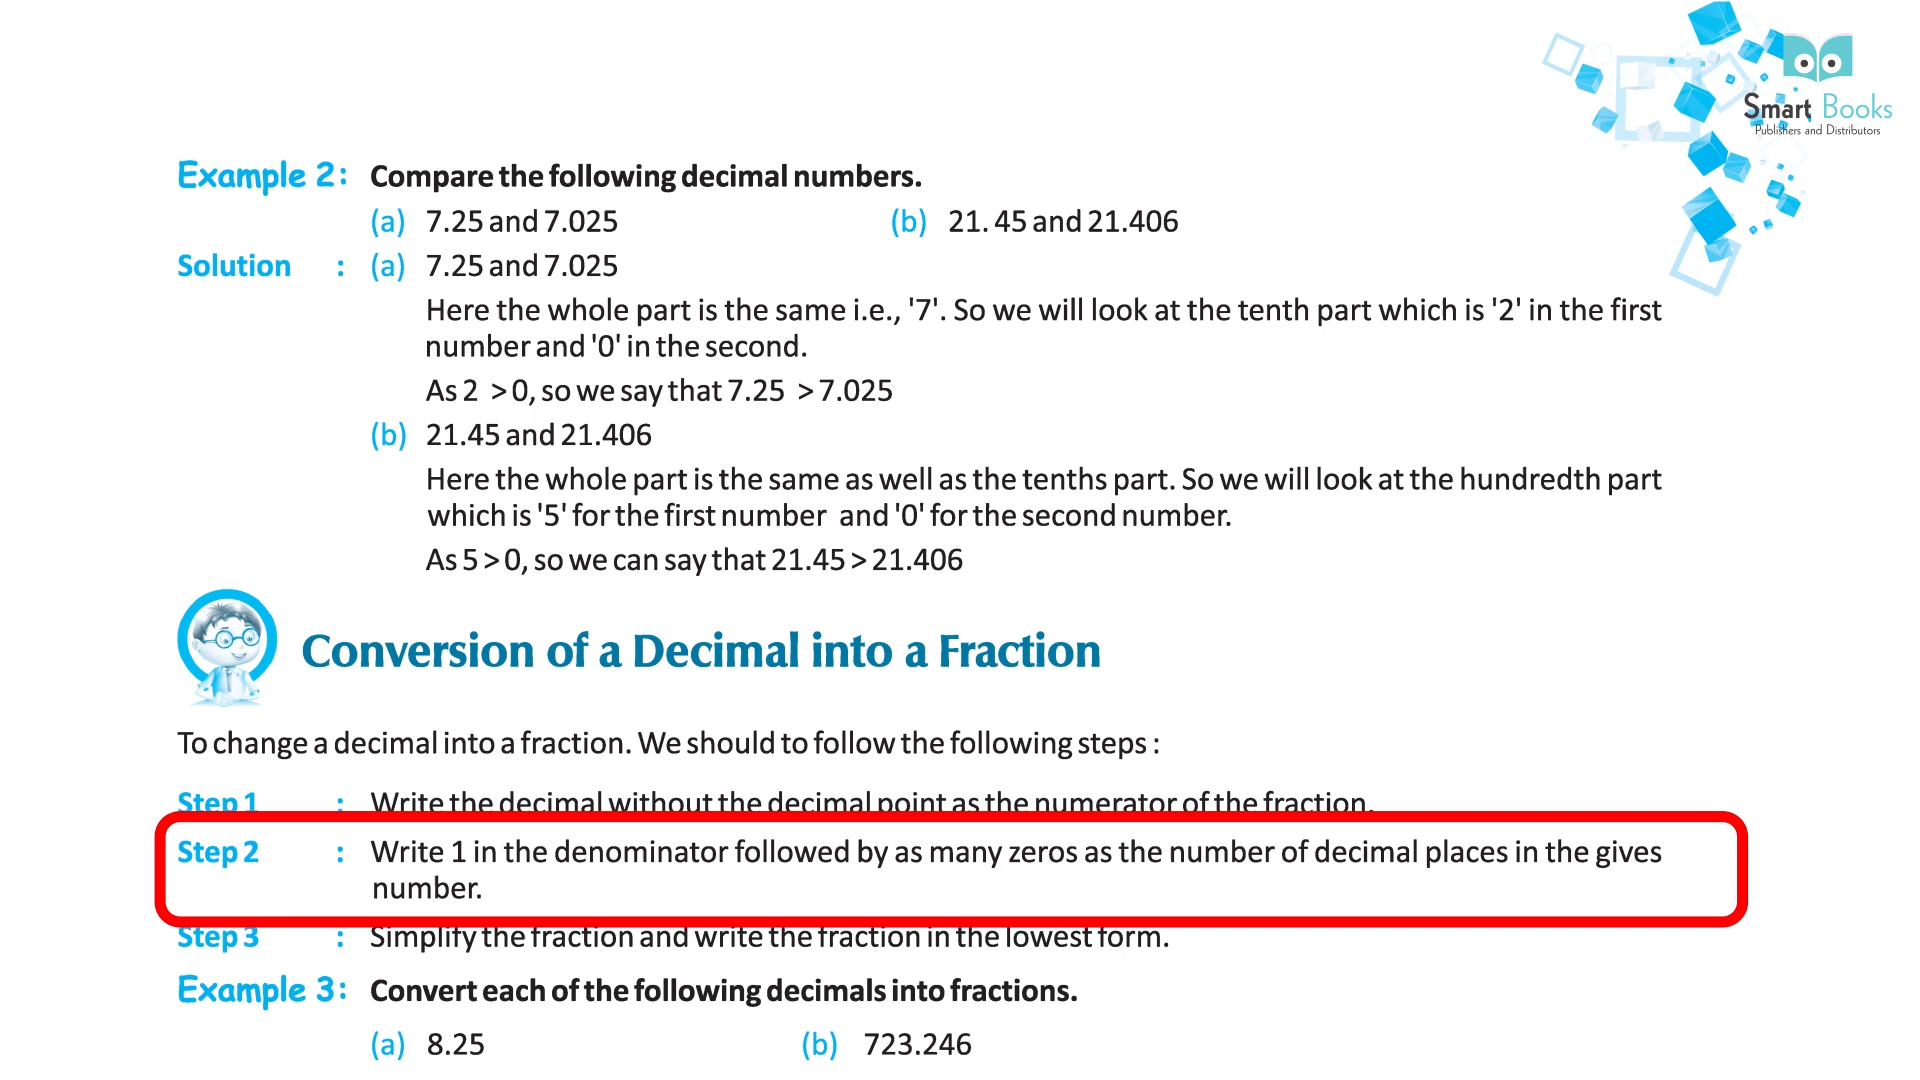 Smart Books
Publishers and Distributors
Example 2: Compare the following decimal numbers.
(a) 7.25 and 7.025 (b) 21. 45 and 21.406
Solution : (a) 7.25 and 7.025
Here the whole part is the same i.e., '7'. So we will look at the tenth part which is '2' in the first
number and '0' in the second.
As 2 > 0, so we say that 7.25 > 7.025
(b) 21.45 and 21.406
Here the whole part is the same as well as the tenths part. So we will look at the hundredth part
which is '5' for the first number and '0' for the second number.
As 5 > 0, so we can say that 21.45 > 21.406
Conversion of a Decimal into a Fraction
To change a decimal into a fraction. We should to follow the following steps :
Step 1 : Write the decimal without the decimal point as the numerator of the fraction.
Step 2 : Write 1 in the denominator followed by as many zeros as the number of decimal places in the gives
number.
Step 3 : Simplify the fraction and write the fraction in the lowest form.
Example 3: Convert each of the following decimals into fractions.
(a) 8.25 (b) 723.246